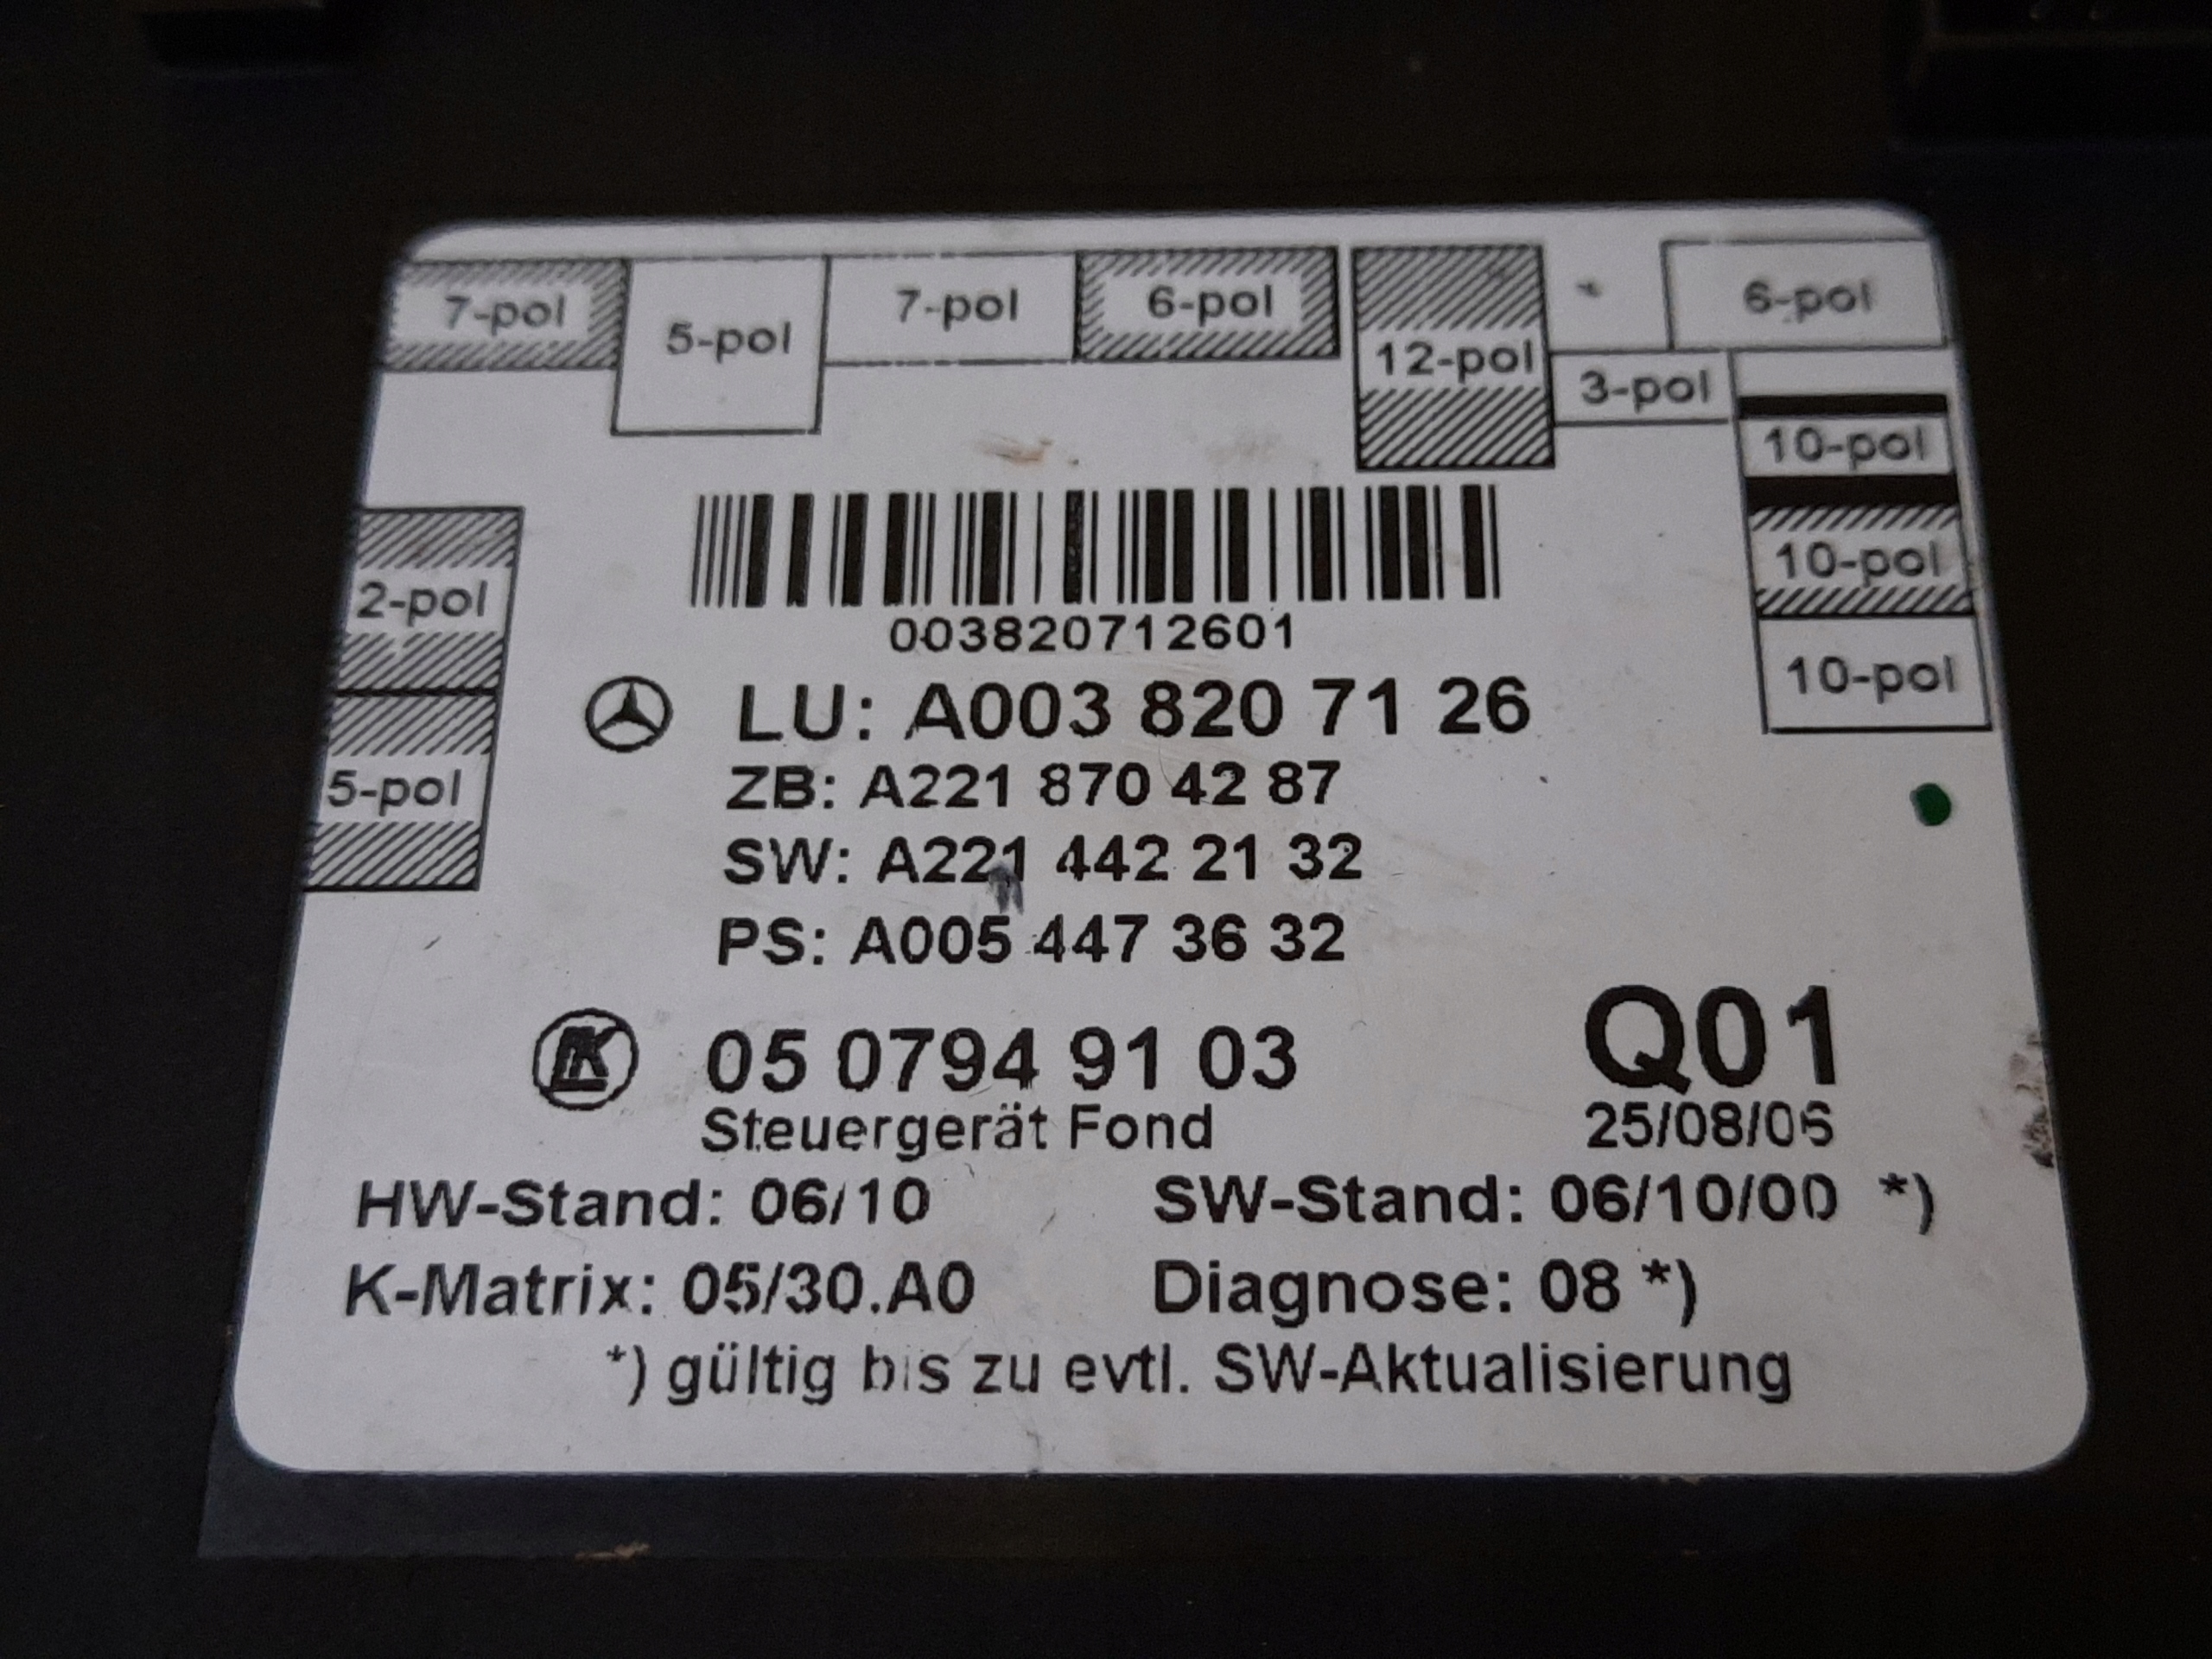 7-pol
5-pol
7-pol
6-pol
12-pol
6-pol
3-pol
10-pol
10-pol
10-pol
2-pol
5-pol
003820712601
LU: A003 820 71 26
ZB: A221 870 42 87
SW: A221 442 21 32
PS: A005 447 36 32
05 0794 91 03
Q01
Steuergerät Fond
25/08/06
HW-Stand: 06/10
SW-Stand: 06/10/00 *)
K-Matrix: 05/30.A0
Diagnose: 08 *)
*) gültig bis zu evtl. SW-Aktualisierung